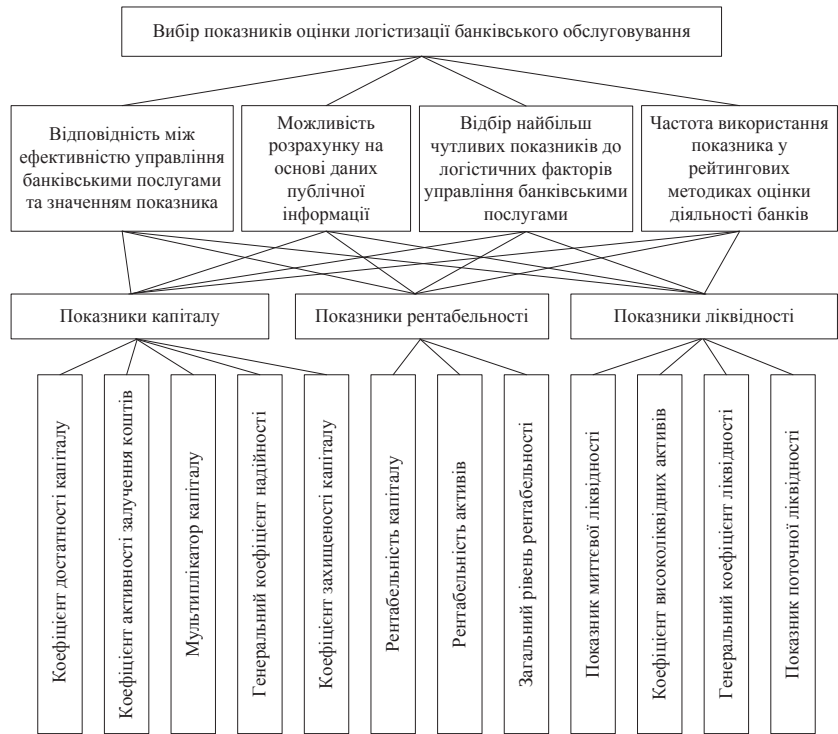 Вибір показників оцінки логістизації банківського обслуговування
Відповідність між
ефективністю управління
банківськими послугами
та значенням показника
Можливість
розрахунку на
основі даних
публічної
інформації
Відбір найбільш
чутливих показників до
логістичних факторів
управління банківськими
послугами
Частота використання
показника у
рейтингових
методиках оцінки
діяльності банків
Показники капіталу
Показники рентабельності
Показники ліквідності
Коефіцієнт достатності капіталу
Коефіцієнт активності залучення коштів
Мультиплікатор капіталу
Генеральний коефіцієнт надійності
Коефіцієнт захищеності капіталу
Рентабельність капіталу
Рентабельність активів
Загальний рівень рентабельності
Показник миттєвої ліквідності
Коефіцієнт високоліквідних активів
Генеральний коефіцієнт ліквідності
Показник поточної ліквідності